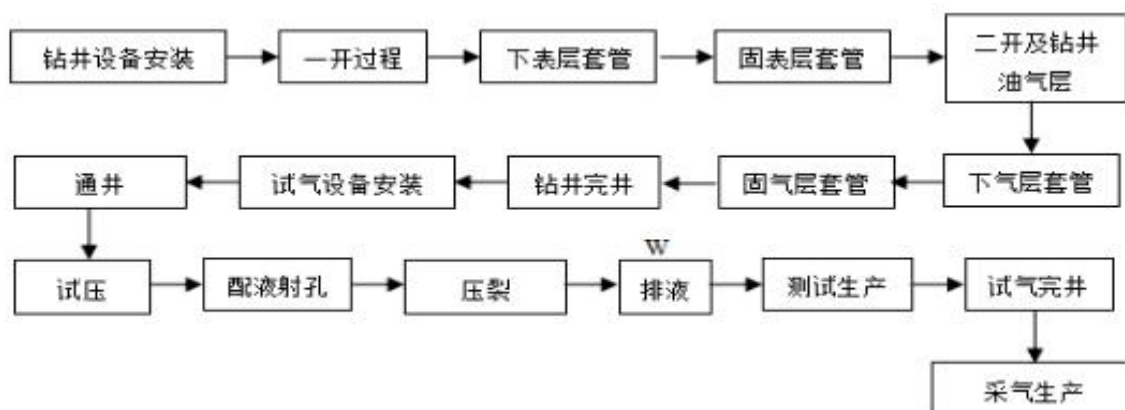 钻井设备安装
一开过程
下表层套管
固表层套管
二开及钻井
油气层
下气层套管
固气层套管
钻井完井
试气设备安装
通井
试压
配液射孔
压裂
W
排液
测试生产
试气完井
采气生产